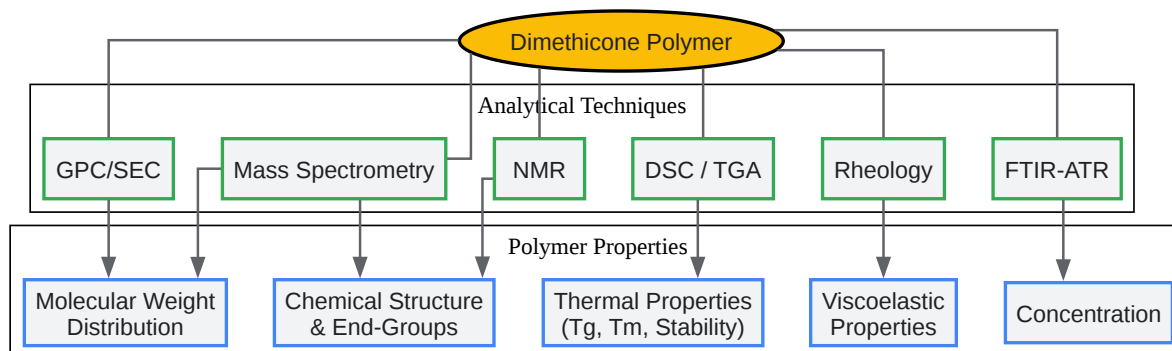 Dimethicone Polymer
Analytical Techniques
GPC/SEC
Mass Spectrometry
NMR
DSC / TGA
Rheology
FTIR-ATR
Polymer Properties
Molecular Weight
Distribution
Chemical Structure
& End-Groups
Thermal Properties
(Tg, Tm, Stability)
Viscoelastic
Properties
Concentration